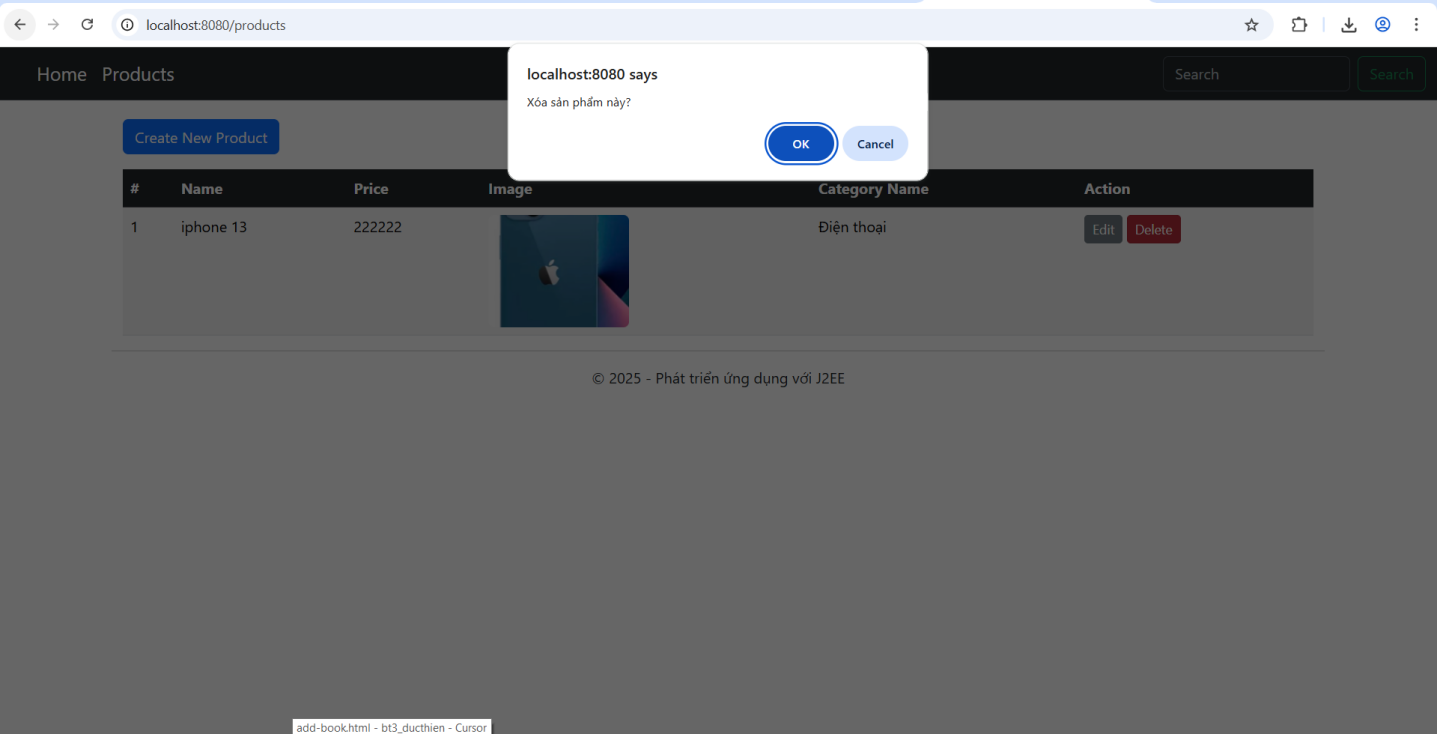 localhost:8080/products
Home Products
Search Search
localhost:8080 says
Xóa sản phẩm này?
OK Cancel
Create New Product
# Name Price Image Category Name Action
1 iphone 13 222222 Điện thoại Edit Delete
© 2025 - Phát triển ứng dụng với J2EE
add-book.html - bt3_ducthien - Cursor